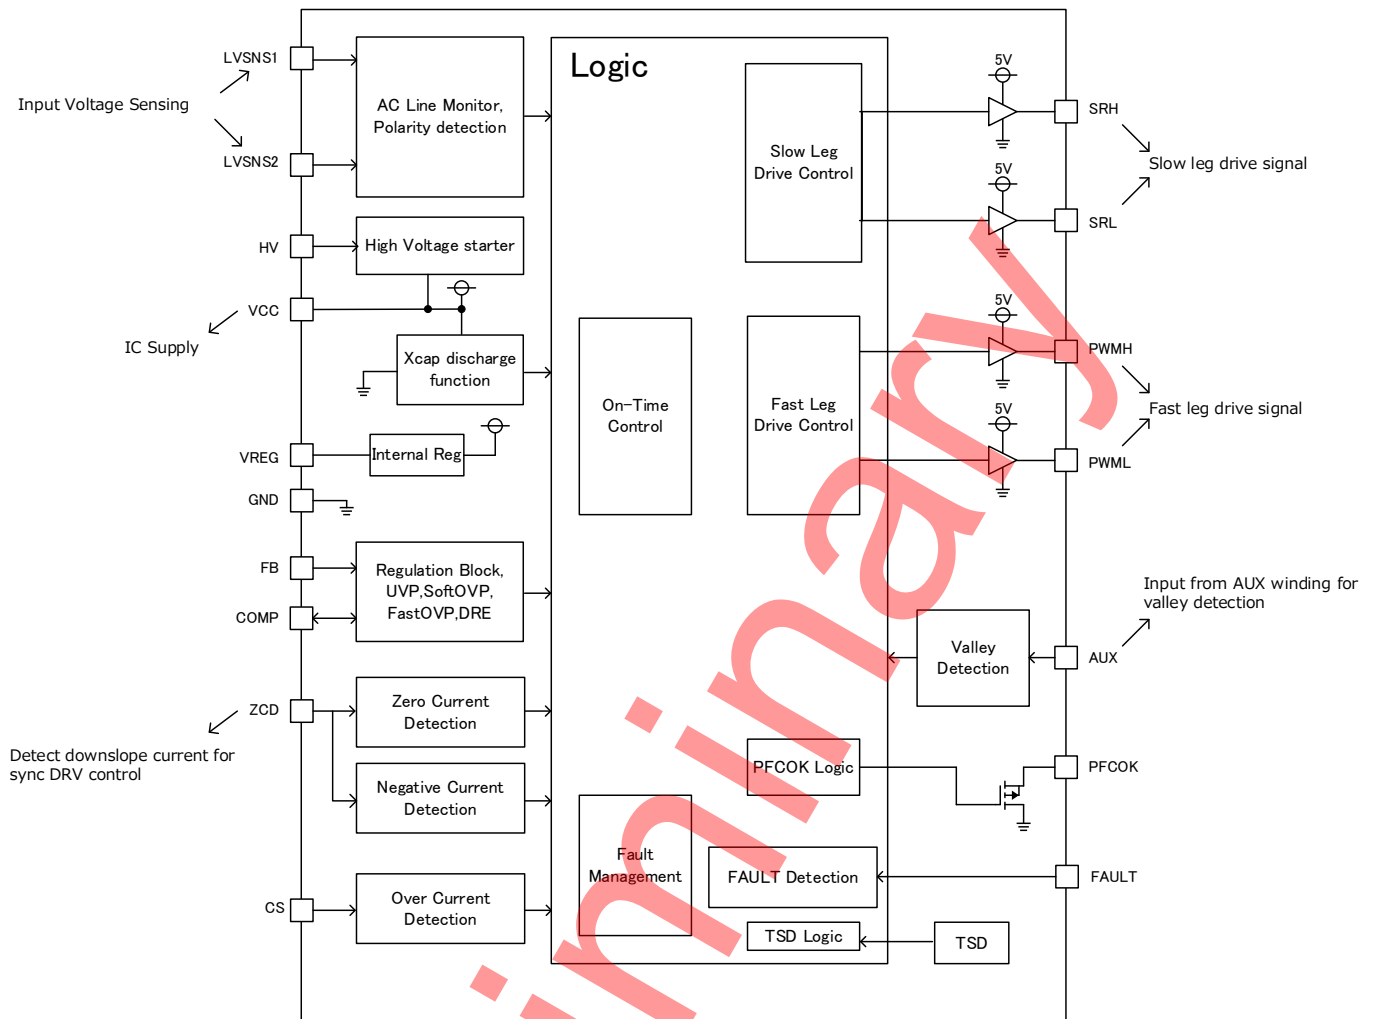 Logic
LVSNS1
Input Voltage Sensing
LVSNS2
AC Line Monitor,
Polarity detection
HV
High Voltage starter
VCC
IC Supply
Xcap discharge
function
VREG
Internal Reg
GND
FB
COMP
Regulation Block,
UVP,SoftOVP,
FastOVP,DRE
ZCD
Zero Current
Detection
Detect downslope current for
sync DRV control
Negative Current
Detection
CS
Over Current
Detection
On-Time
Control
Fault
Management
Slow Leg
Drive Control
Fast Leg
Drive Control
PFCOK Logic
FAULT Detection
TSD Logic
TSD
Valley
Detection
5V
SRH
Slow leg drive signal
5V
SRL
5V
PWMH
Fast leg drive signal
5V
PWML
Input from AUX winding for
valley detection
AUX
PFCOK
FAULT
iminary